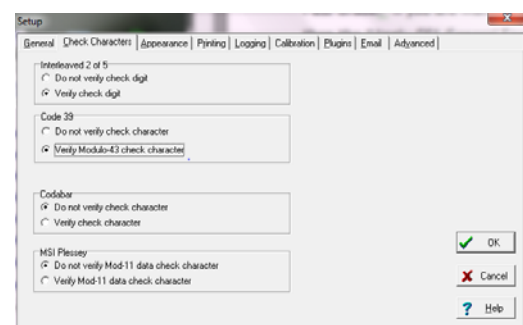 Setup
General Check Characters Appearance Printing Logging Calibration Plugins Email Advanced
Interleaved 2 of 5
Do not verify check digit
Verify check digit
Code 39
Do not verify check character
Verify Modulo-43 check character
Codabar
Do not verify check character
Verify check character
MSI Plessey
Do not verify Mod-11 data check character
Verify Mod-11 data check character
OK
Cancel
Help